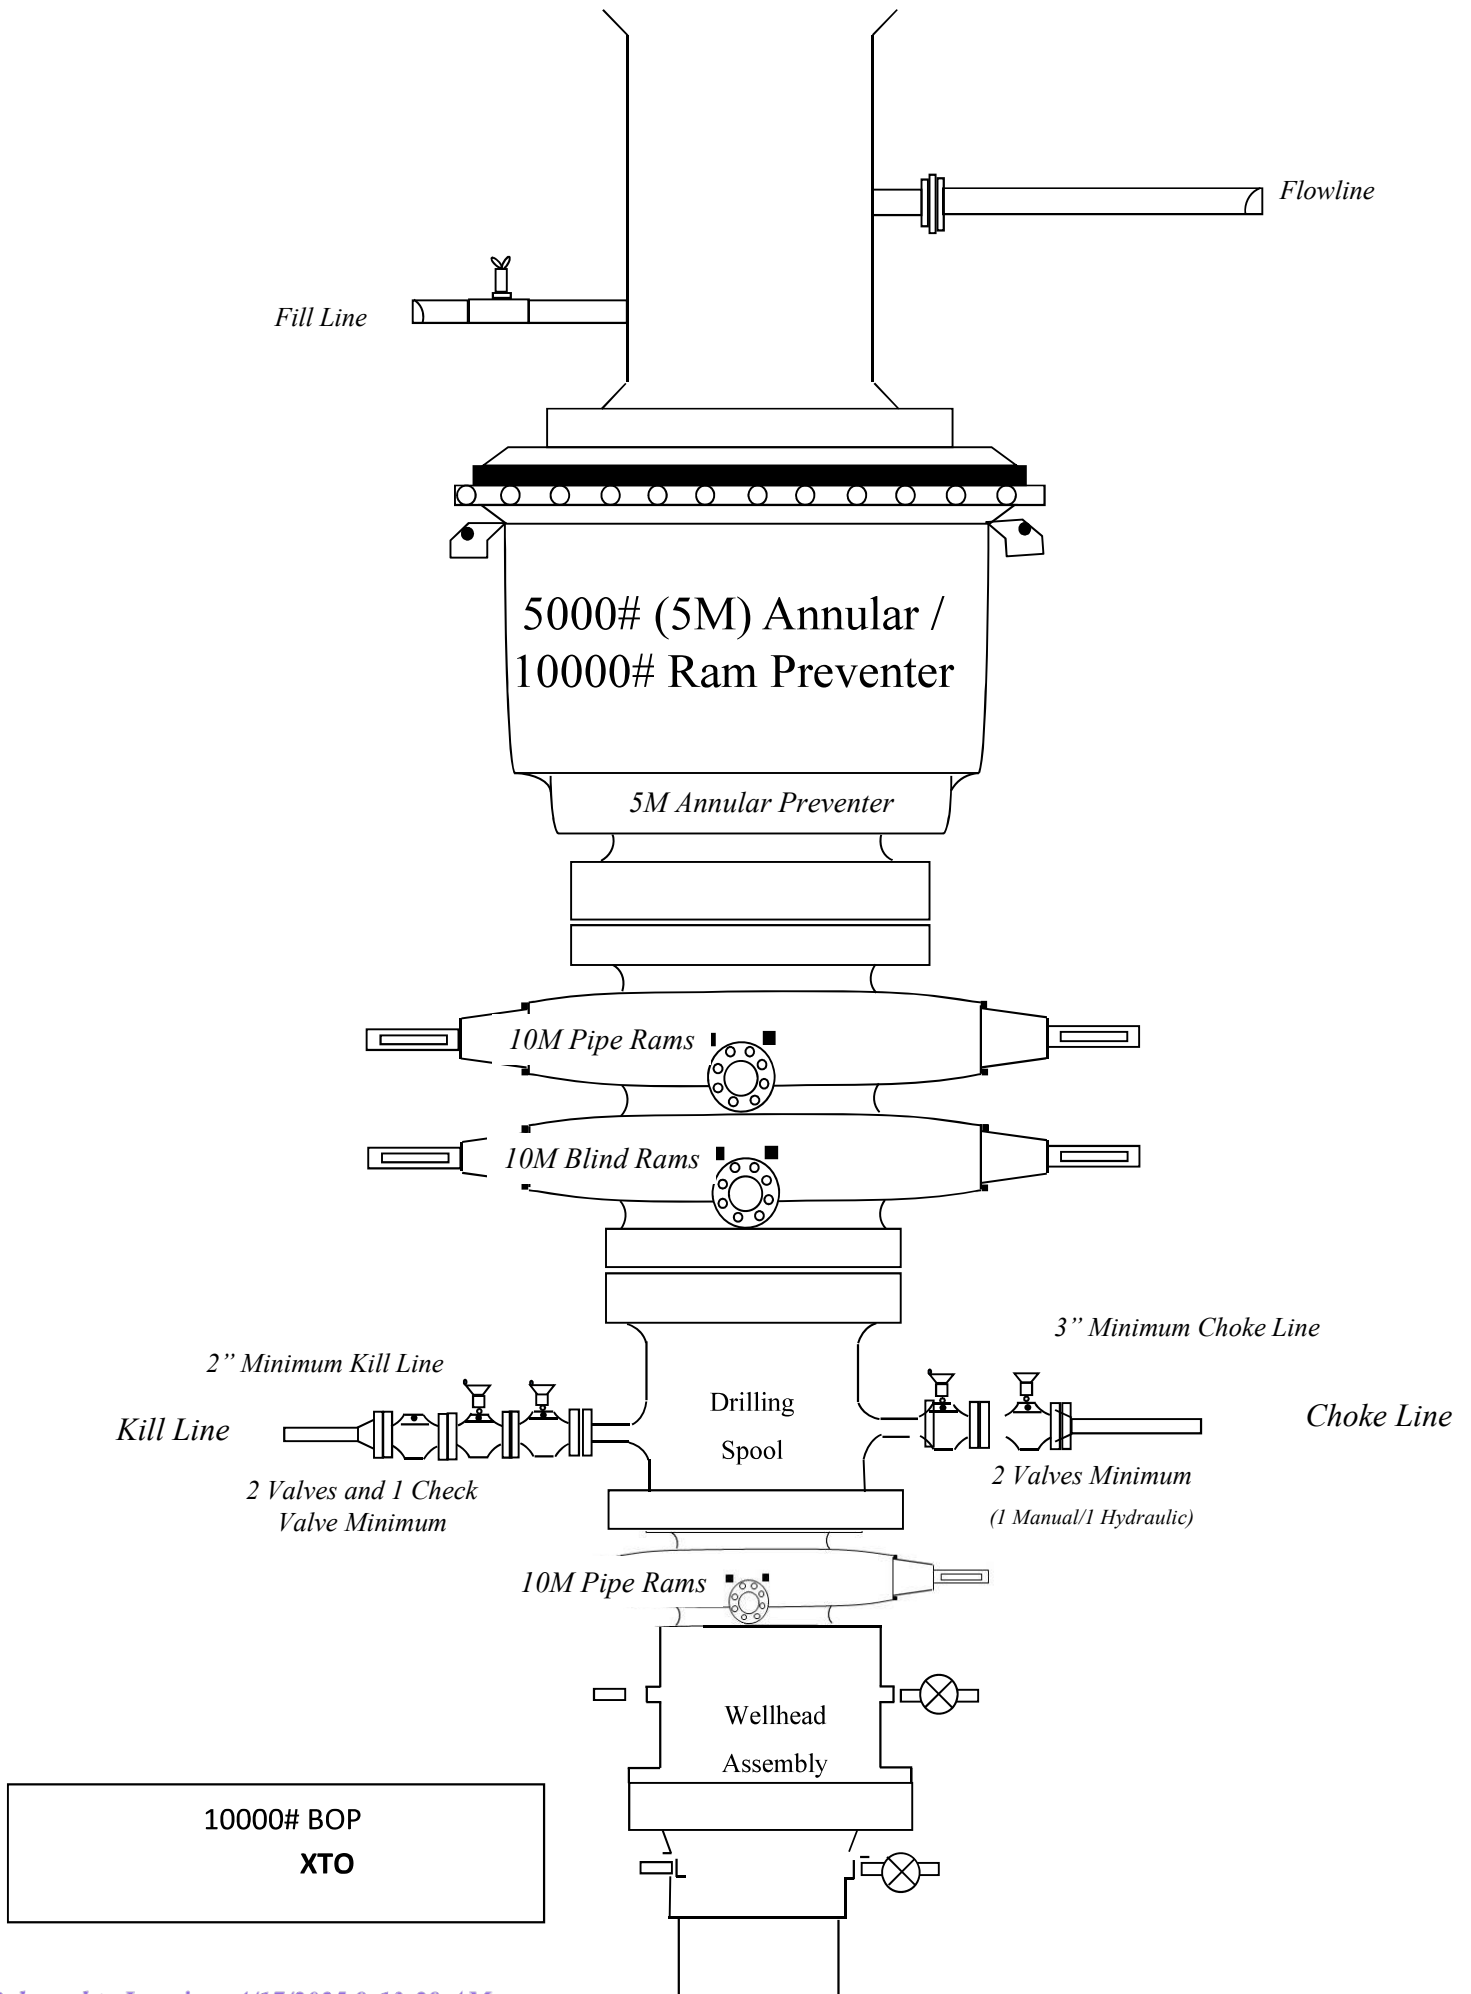 Flowline
Fill Line
5000# (5M) Annular /
10000# Ram Preventer
5M Annular Preventer
10M Pipe Rams
10M Blind Rams
3” Minimum Choke Line
2” Minimum Kill Line
Kill Line
Drilling
Spool
Choke Line
2 Valves and 1 Check
Valve Minimum
2 Valves Minimum
(1 Manual/1 Hydraulic)
10M Pipe Rams
Wellhead
Assembly
10000# BOP
XTO